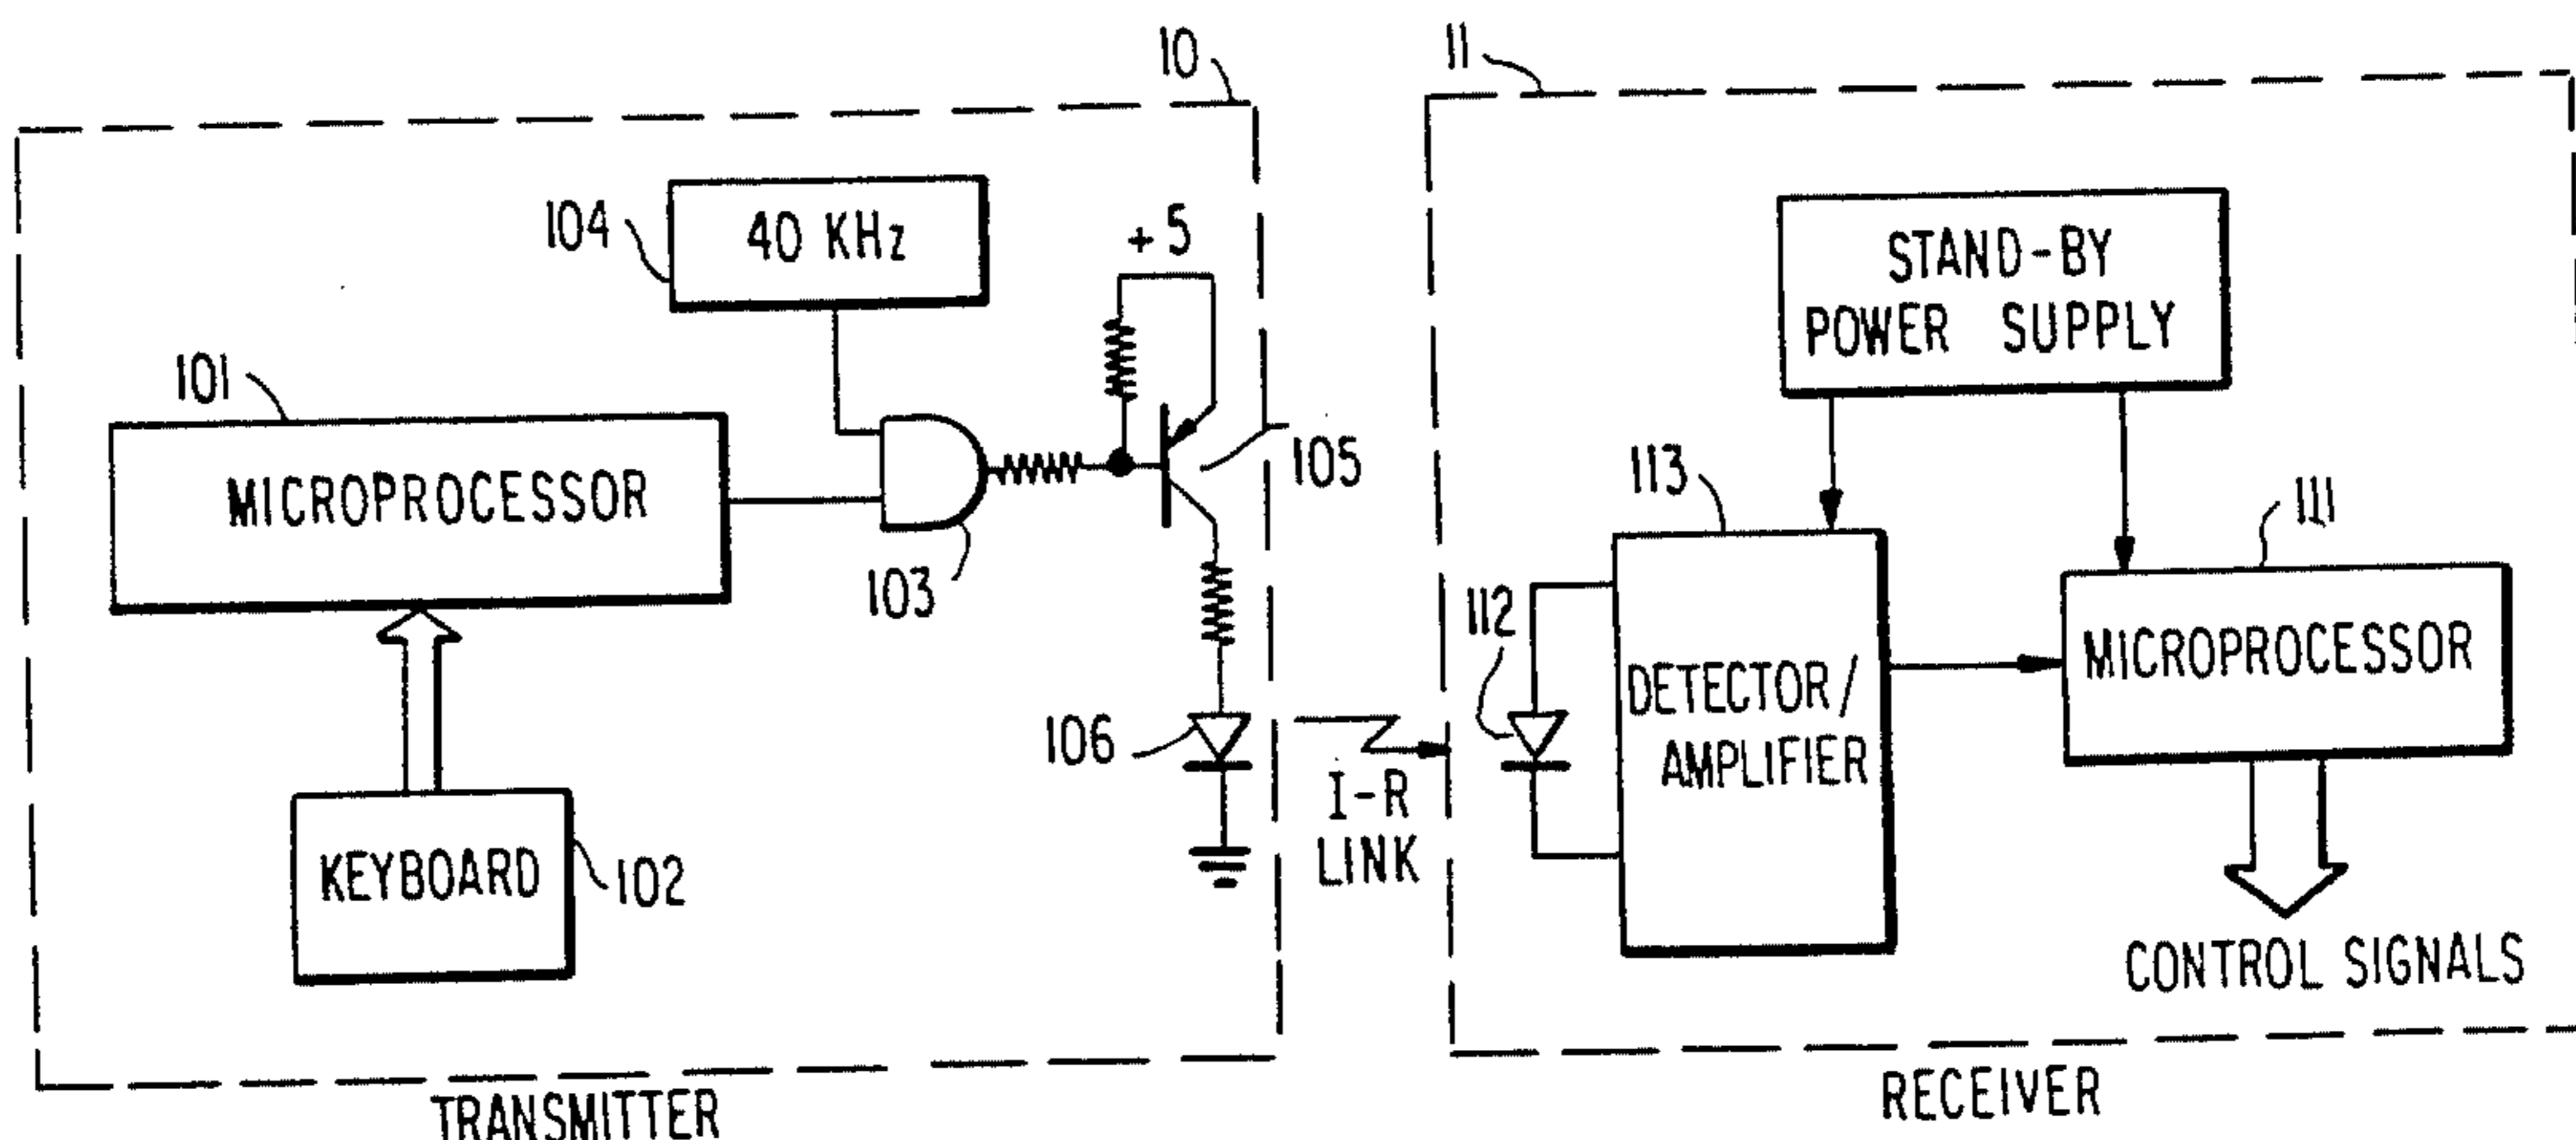 10
11
104
40 KHz
+5
STAND-BY
POWER SUPPLY
101
MICROPROCESSOR
103
105
113
111
112
DETECTOR/
AMPLIFIER
MICROPROCESSOR
106
I-R
LINK
KEYBOARD
102
CONTROL SIGNALS
TRANSMITTER
RECEIVER